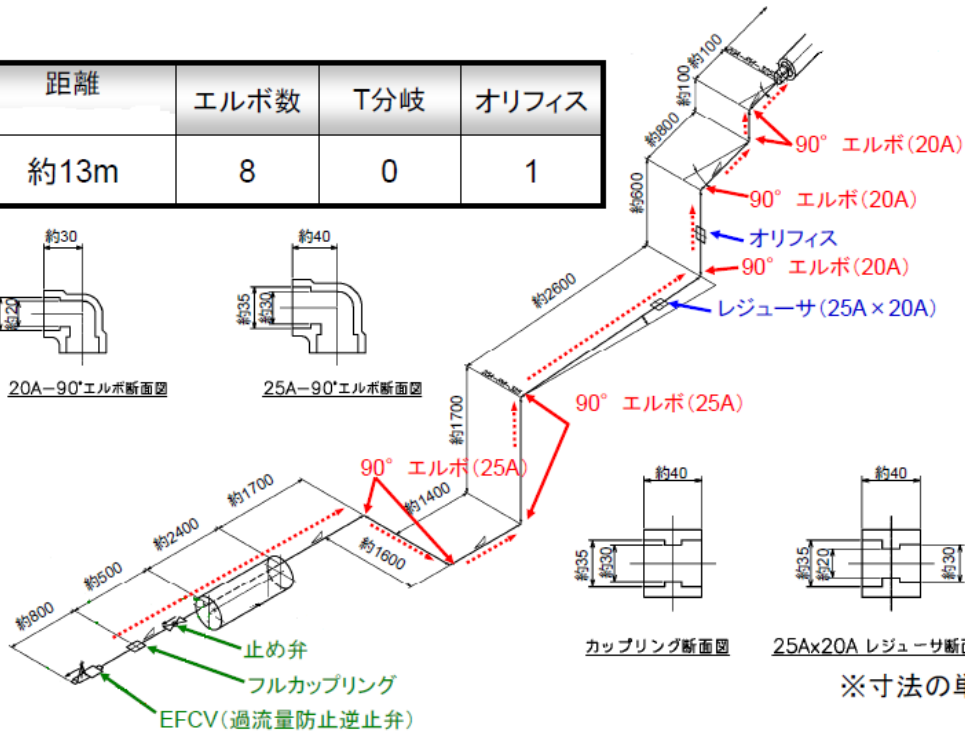 距離 エルボ数 T分岐 オリフィス
約13m 8 0 1
約100
約100
約800
90° エルボ(20A)
約600
90° エルボ(20A)
オリフィス
90° エルボ(20A)
約2600
レジューサ(25A×20A)
約30
約20
20A-90°エルボ断面図
約40
約35
約30
25A-90°エルボ断面図
約1700
90° エルボ(25A)
90° エルボ(25A)
約1400
約1600
約1700
約2400
約500
約800
止め弁
フルカップリング
EFCV(過流量防止逆止弁)
約40
約35
約30
カップリング断面図
約40
約35
約20
約30
25Ax20A レジューサ断
※寸法の単